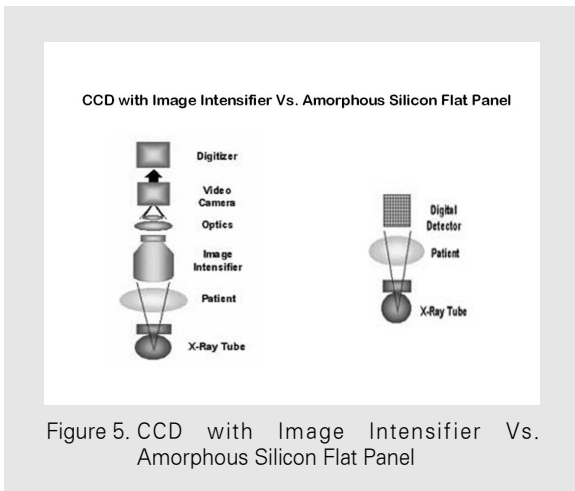 CCD with Image Intensifier Vs. Amorphous Silicon Flat Panel
Digitizer
Video
Camera
Optics
Image
Intensifier
Patient
X-Ray Tube
Digital
Detector
Patient
X-Ray Tube
Figure 5. CCD with Image Intensifier Vs.
Amorphous Silicon Flat Panel